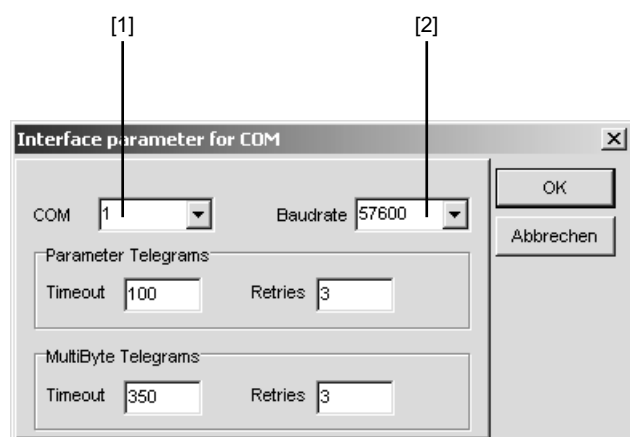 [1] [2]
Interface parameter for COM
OK
COM 1 Baudrate 57600
Abbrechen
Parameter Telegrams
Timeout 100 Retries 3
MultiByte Telegrams
Timeout 350 Retries 3